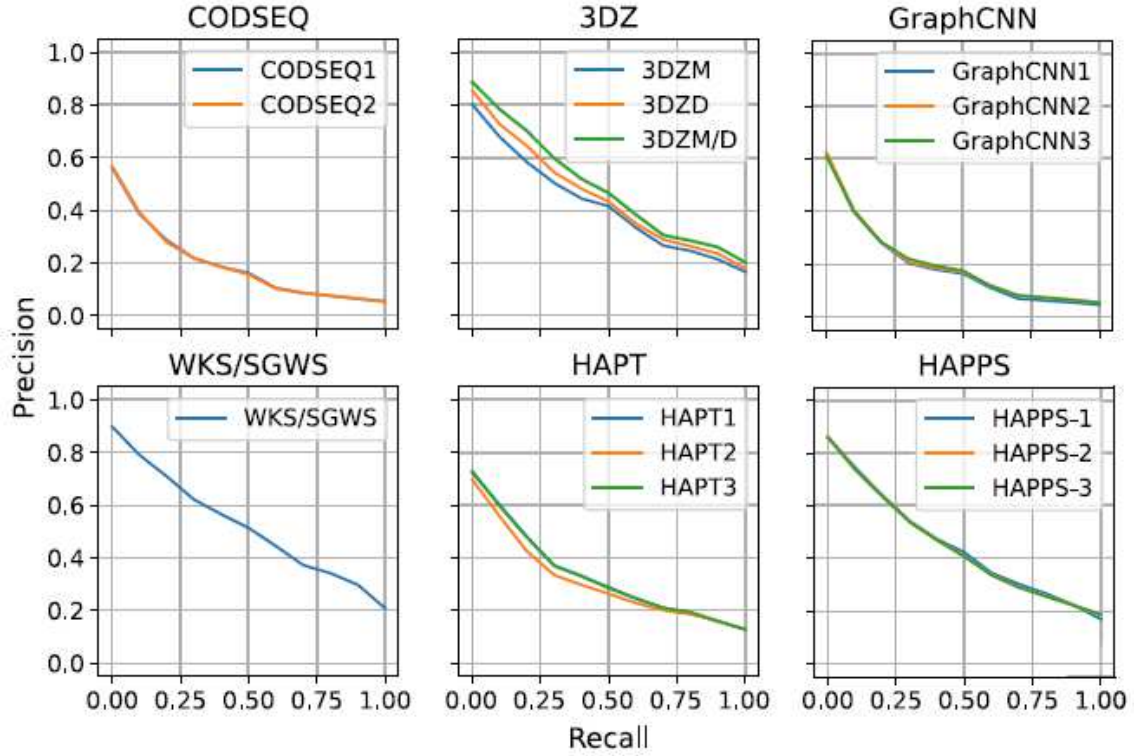 CODSEQ
3DZ
GraphCNN
1.0
0.8
0.6
0.4
0.2
0.0
CODSEQ1
CODSEQ2
3DZM
3DZD
3DZM/D
GraphCNN1
GraphCNN2
GraphCNN3
Precision
WKS/SGWS
HAPT
HAPPS
1.0
0.8
0.6
0.4
0.2
0.0
WKS/SGWS
HAPT1
HAPT2
HAPT3
HAPPS-1
HAPPS-2
HAPPS-3
0.00 0.25 0.50 0.75 1.00
0.00 0.25 0.50 0.75 1.00
0.00 0.25 0.50 0.75 1.00
Recall